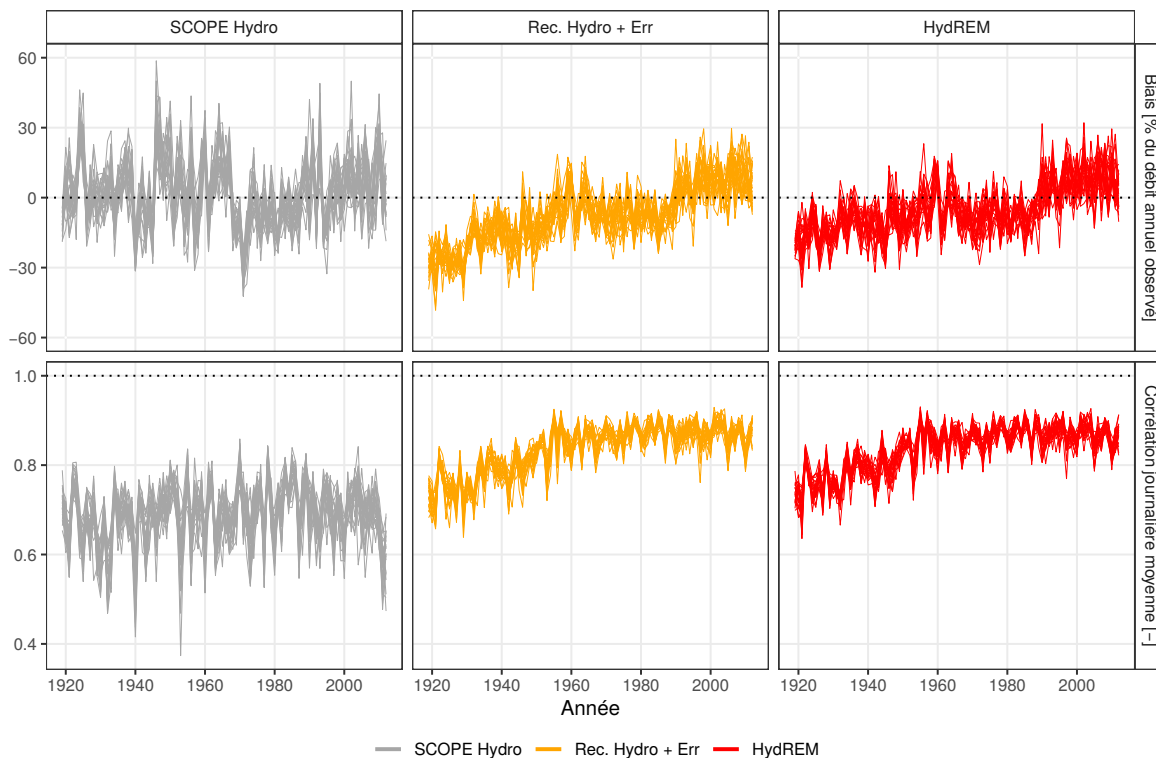 SCOPE Hydro
Rec. Hydro + Err
HydREM
60
30
0
−30
−60
Biais [% du débit annuel observé]
1.0
0.8
0.6
0.4
Corrélation journalière moyenne [−]
1920 1940 1960 1980 2000
1920 1940 1960 1980 2000
1920 1940 1960 1980 2000
Année
SCOPE Hydro Rec. Hydro + Err HydREM